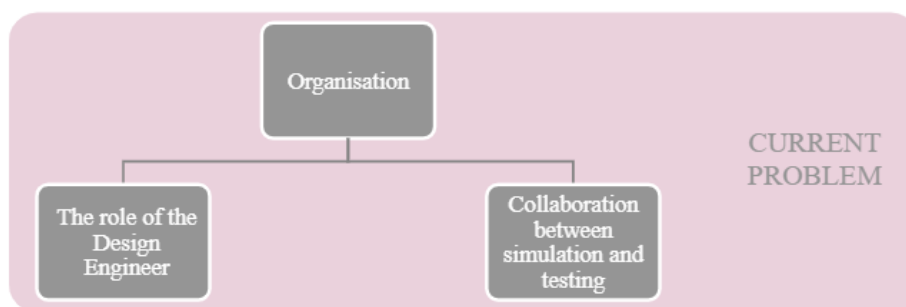 Organisation
CURRENT
PROBLEM
The role of the
Design
Engineer
Collaboration
between
simulation and
testing